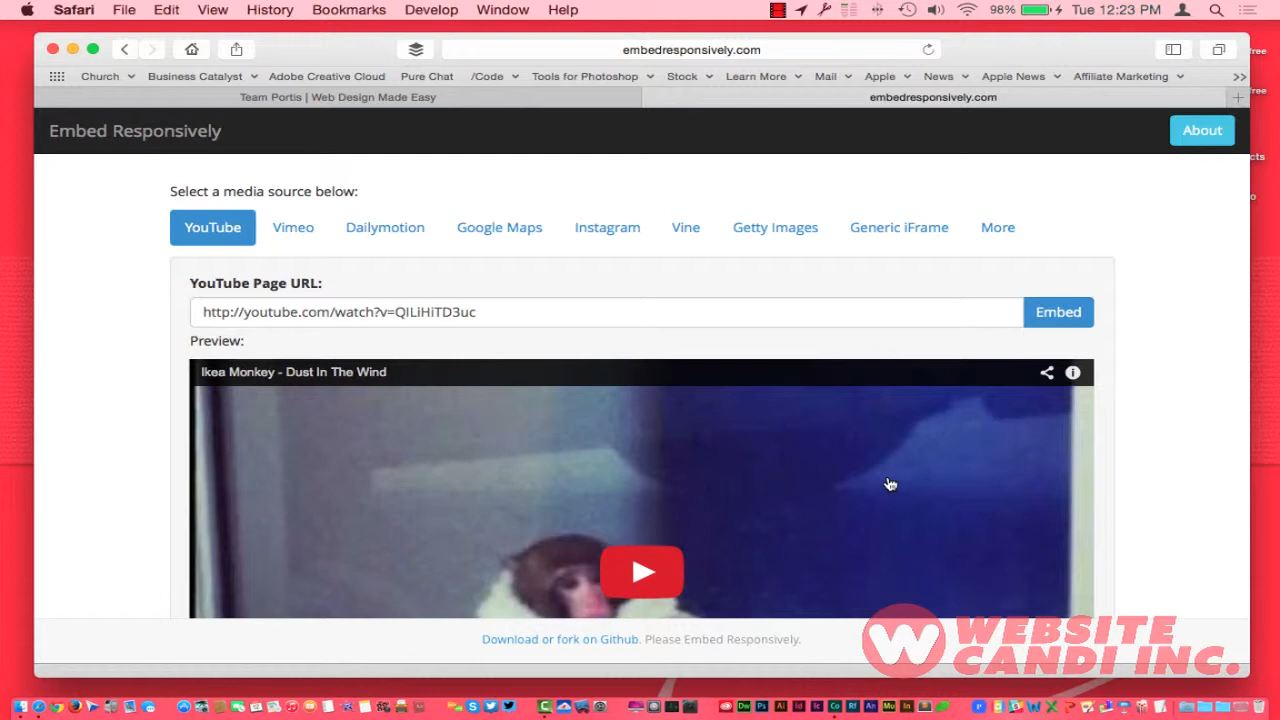 Safari File Edit View History Bookmarks Develop Window Help 98% Tue 12:23 PM
free
embedresponsively.com
Church Business Catalyst Adobe Creative Cloud Pure Chat /Code Tools for Photoshop Stock Learn More Mail Apple News Apple News Affiliate Marketing >>
free
Team Portis | Web Design Made Easy embedresponsively.com +
Embed Responsively About
cts
Select a media source below:
o
YouTube Vimeo Dailymotion Google Maps Instagram Vine Getty Images Generic iFrame More
YouTube Page URL:
http://youtube.com/watch?v=QILiHiTD3uc Embed
Preview:
Ikea Monkey - Dust In The Wind
Download or fork on Github. Please Embed Responsively.
WEBSITE
CANDI INC.